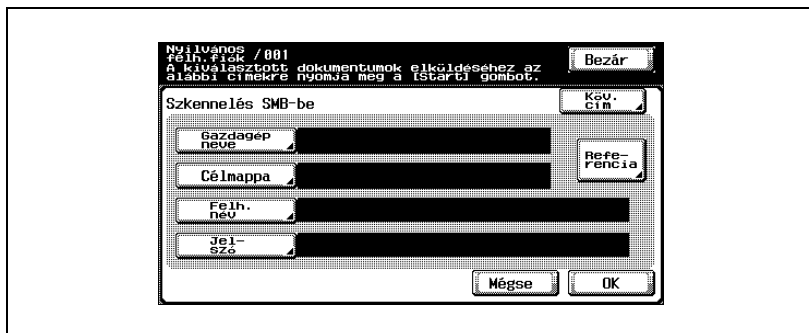 Nyilvános
felh.fiók /001
A kiválasztott dokumentumok elküldéséhez az
alábbi címekre nyomja meg a [Start] gombot.
Bezár
Szkennelés SMB-be
Köv.
cím
Gazdagép
neve
Refe-
rencia
Célmappa
Felh.
név
Jel-
szó
Mégse
OK